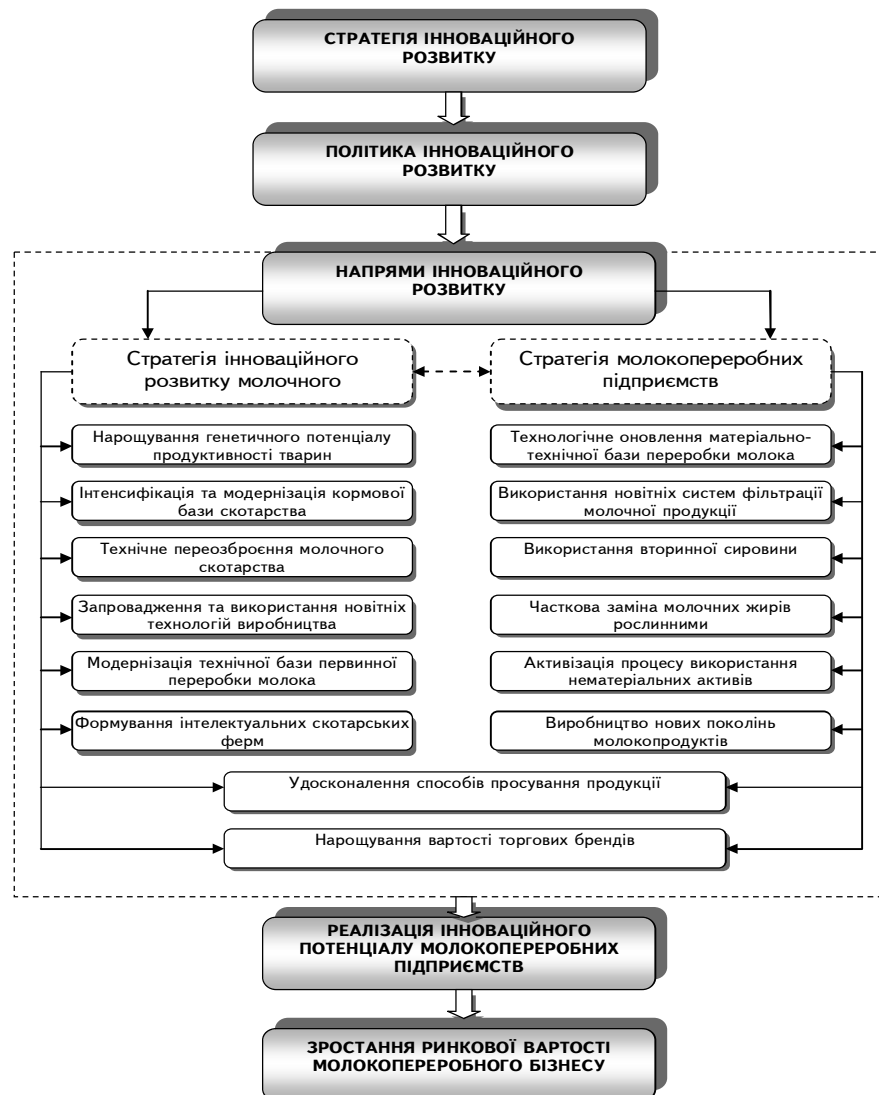 СТРАТЕГІЯ ІННОВАЦІЙНОГО
РОЗВИТКУ
ПОЛІТИКА ІННОВАЦІЙНОГО
РОЗВИТКУ
НАПРЯМИ ІННОВАЦІЙНОГО
РОЗВИТКУ
Стратегія інноваційного
розвитку молочного
Стратегія молокопереробних
підприємств
Нарощування генетичного потенціалу
продуктивності тварин
Інтенсифікація та модернізація кормової
бази скотарства
Технічне переозброєння молочного
скотарства
Запровадження та використання новітніх
технологій виробництва
Модернізація технічної бази первинної
переробки молока
Формування інтелектуальних скотарських
ферм
Технологічне оновлення матеріально-
технічної бази переробки молока
Використання новітніх систем фільтрації
молочної продукції
Використання вторинної сировини
Часткова заміна молочних жирів
рослинними
Активізація процесу використання
нематеріальних активів
Виробництво нових поколінь
молокопродуктів
Удосконалення способів просування продукції
Нарощування вартості торгових брендів
РЕАЛІЗАЦІЯ ІННОВАЦІЙНОГО
ПОТЕНЦІАЛУ МОЛОКОПЕРЕРОБНИХ
ПІДПРИЄМСТВ
ЗРОСТАННЯ РИНКОВОЇ ВАРТОСТІ
МОЛОКОПЕРЕРОБНОГО БІЗНЕСУ